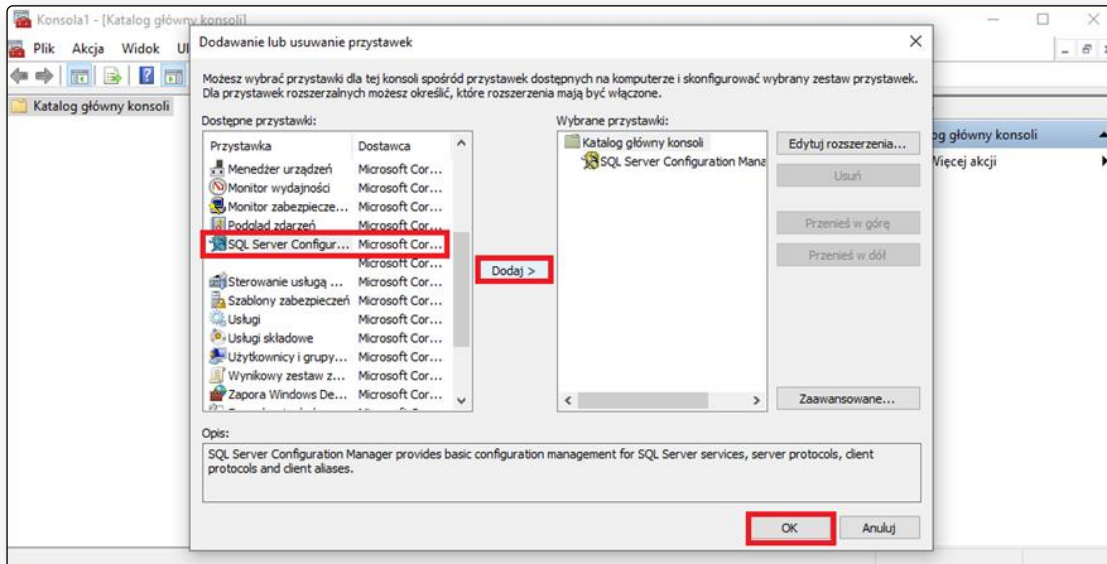 Konsola1 - [Katalog główny konsoli]
Plik Akcja Widok Ul
Katalog główny konsoli
Dodawanie lub usuwanie przystawek
Możesz wybrać przystawki dla tej konsoli spośród przystawek dostępnych na komputerze i skonfigurować wybrany zestaw przystawek.
Dla przystawek rozszerzalnych możesz określić, które rozszerzenia mają być włączone.
Dostępne przystawki:
Przystawka Dostawca
Menedżer urządzeń Microsoft Cor...
Monitor wydajności Microsoft Cor...
Monitor zabezpiecze... Microsoft Cor...
Podgląd zdarzeń Microsoft Cor...
SQL Server Configur... Microsoft Cor...
Microsoft Cor...
Sterowanie usługą ... Microsoft Cor...
Szablony zabezpieczeń Microsoft Cor...
Usługi Microsoft Cor...
Usługi składowe Microsoft Cor...
Użytkownicy i grupy... Microsoft Cor...
Wynikowy zestaw z... Microsoft Cor...
Zapora Windows De... Microsoft Cor...
Dodaj >
Wybrane przystawki:
Katalog główny konsoli
SQL Server Configuration Mana
Edytuj rozszerzenia...
Usuń
Przenieś w górę
Przenieś w dół
Zaawansowane...
Opis:
SQL Server Configuration Manager provides basic configuration management for SQL Server services, server protocols, client
protocols and client aliases.
OK Anuluj
og główny konsoli
Więcej akcji